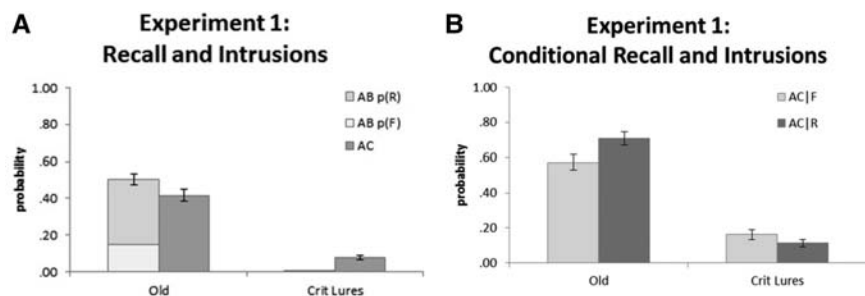 A
Experiment 1:
Recall and Intrusions
1.00
.80
.60
.40
.20
.00
probability
Old
Crit Lures
AB p(R)
AB p(F)
AC
B
Experiment 1:
Conditional Recall and Intrusions
1.00
.80
.60
.40
.20
.00
probability
Old
Crit Lures
AC|F
AC|R